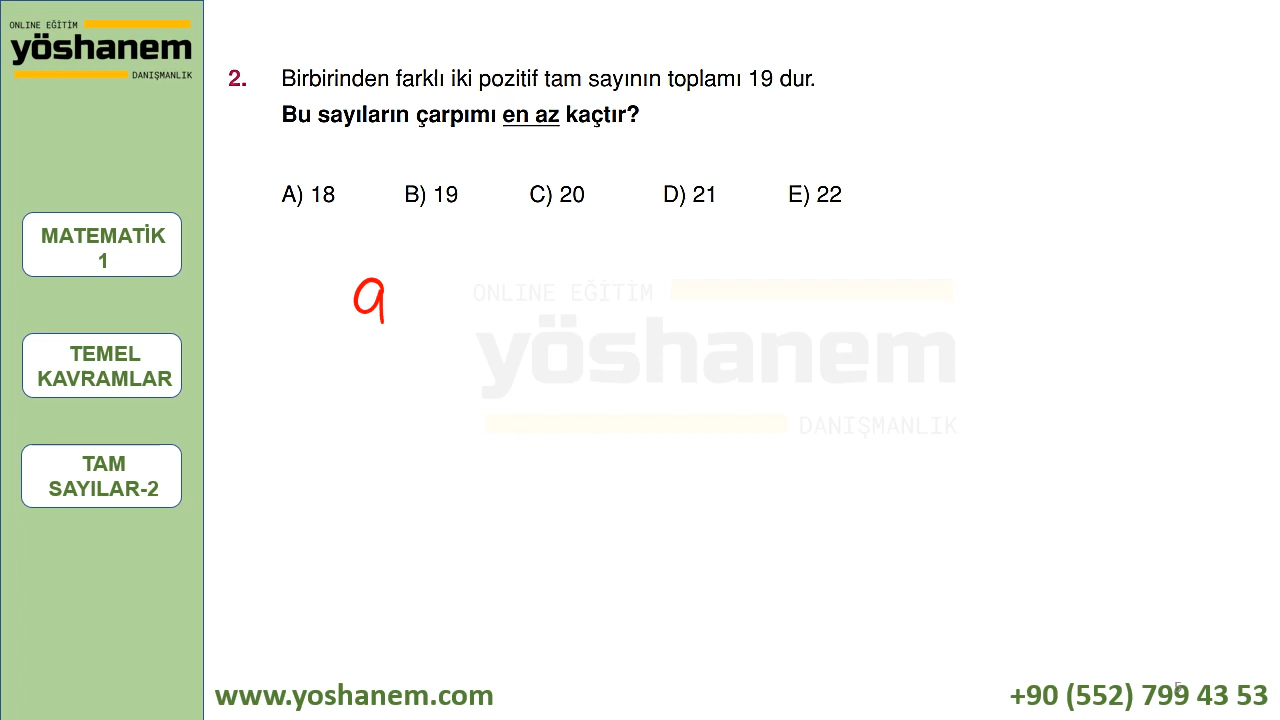 ONLINE EĞİTİM
yöshanem
DANIŞMANLIK
MATEMATİK
1
TEMEL
KAVRAMLAR
TAM
SAYILAR-2
2. Birbirinden farklı iki pozitif tam sayının toplamı 19 dur.
Bu sayıların çarpımı en az kaçtır?
A) 18 B) 19 C) 20 D) 21 E) 22
ONLINE EĞİTİM
yöshanem
DANIŞMANLIK
www.yoshanem.com
+90 (552) 799 43 53
5